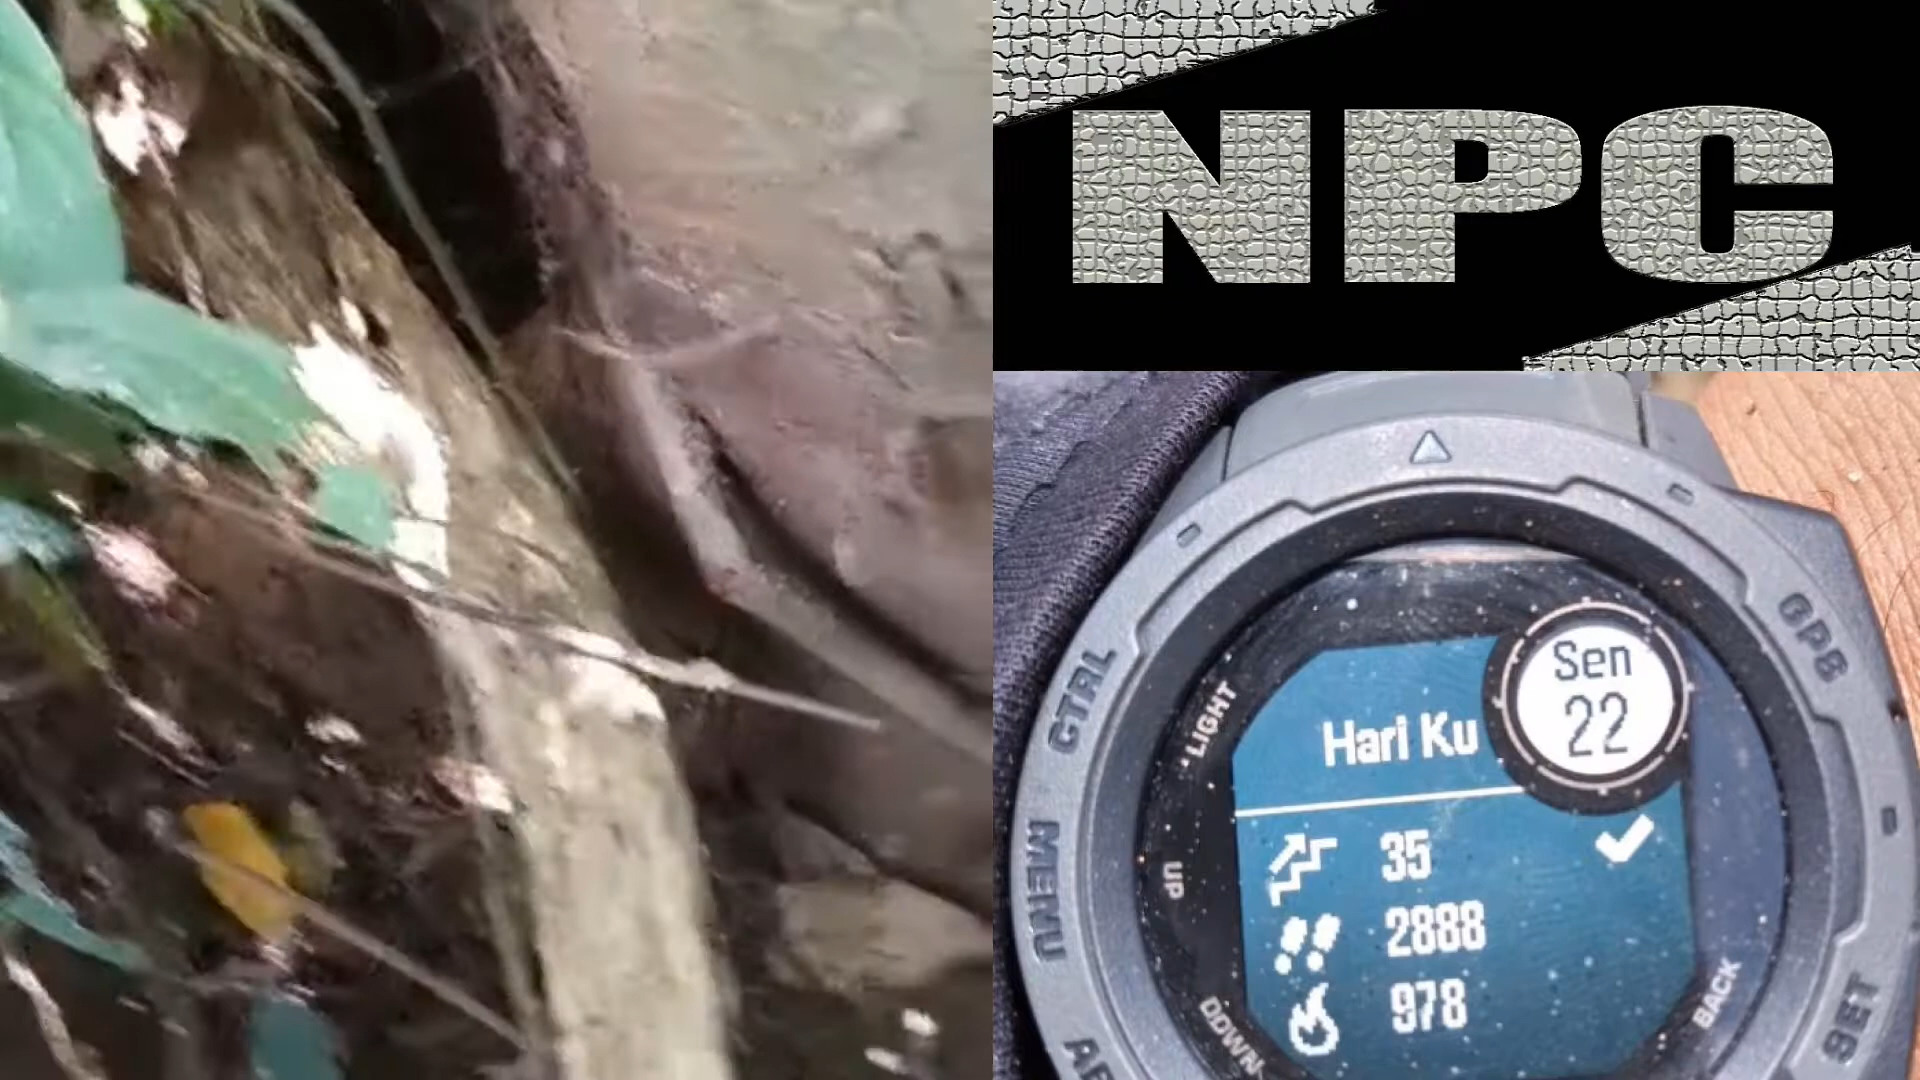 NPC
GPS
CTRL
LIGHT
Sen
22
Hari Ku
35
MENU
UP
2888
978
DOWN
BACK
SET